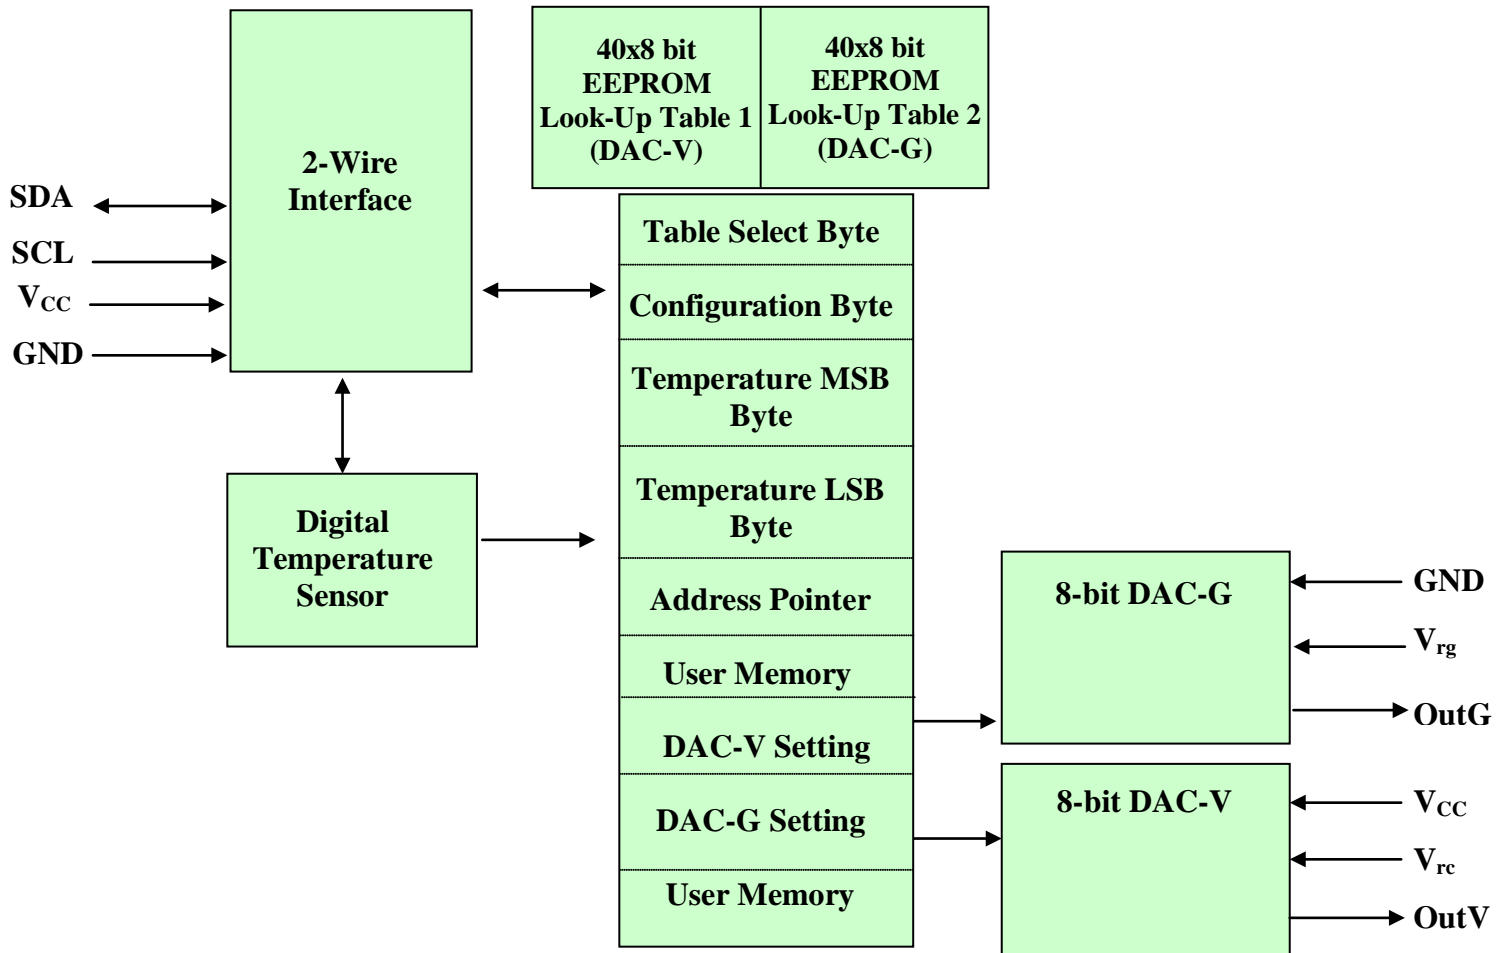 SDA
SCL
VCC
GND
2-Wire
Interface
Digital
Temperature
Sensor
40x8 bit
EEPROM
Look-Up Table 1
(DAC-V)
40x8 bit
EEPROM
Look-Up Table 2
(DAC-G)
Table Select Byte
Configuration Byte
Temperature MSB
Byte
Temperature LSB
Byte
Address Pointer
User Memory
DAC-V Setting
DAC-G Setting
User Memory
8-bit DAC-G
GND
Vrg
OutG
8-bit DAC-V
VCC
Vrc
OutV